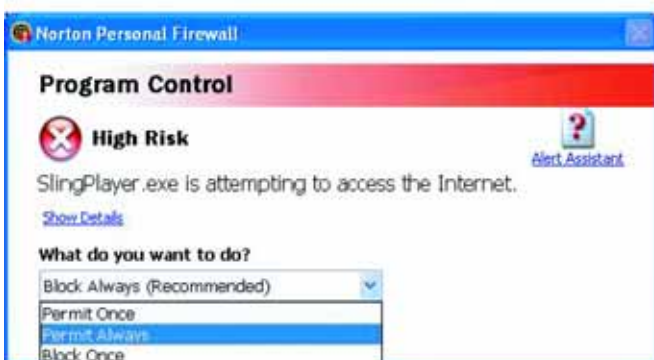 Norton Personal Firewall
Program Control
High Risk
Alert Assistant
SlingPlayer.exe is attempting to access the Internet.
Show Details
What do you want to do?
Block Always (Recommended)
Permit Once
Permit Always
Block Once